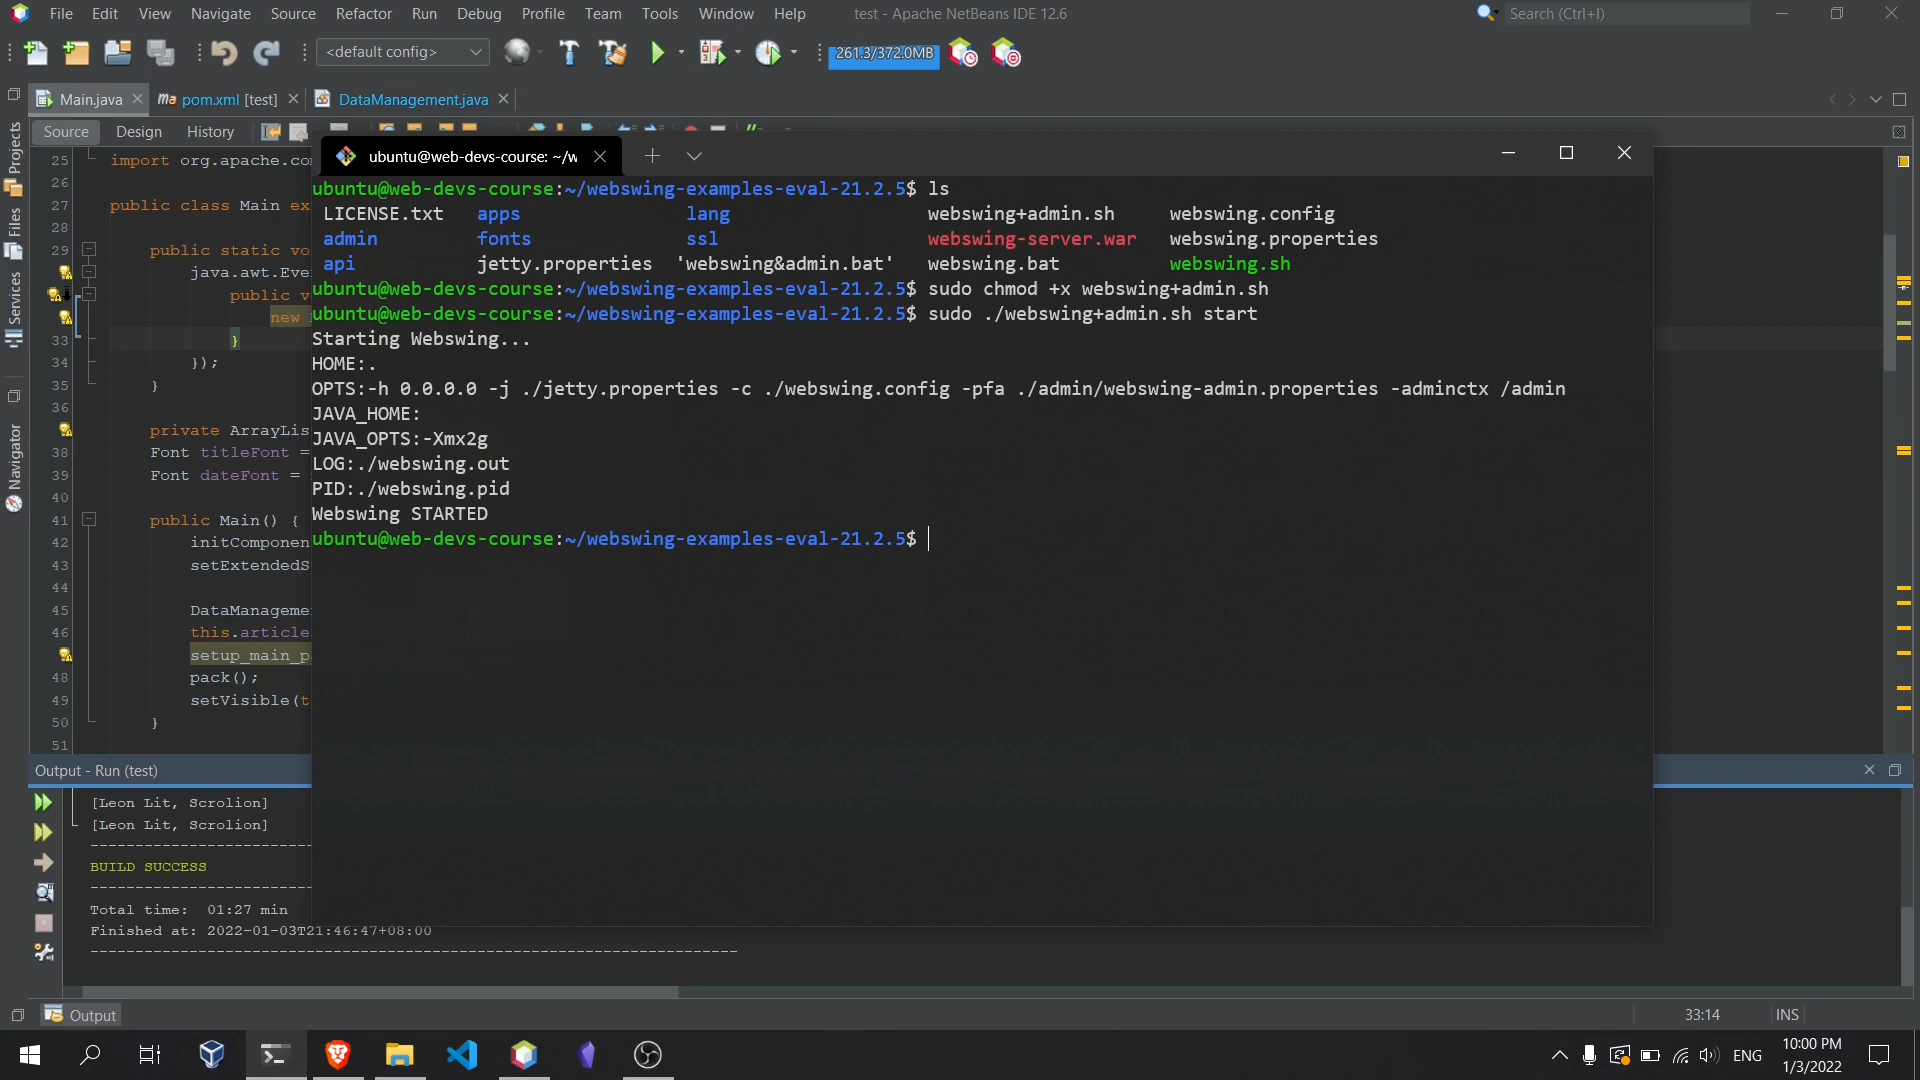 File Edit View Navigate Source Refactor Run Debug Profile Team Tools Window Help
test - Apache NetBeans IDE 12.6
Search (Ctrl+I)
<default config>
261.3/372.0MB
Main.java
pom.xml [test]
DataManagement.java
Source Design History
Projects
Files
Services
Navigator
25 import org.apache.co
26
27 public class Main ex
28
29 public static vo
java.awt.Eve
public v
new
33 }
34 });
35 }
36
private ArrayLis
38 Font titleFont =
39 Font dateFont =
40
41 public Main() {
42 initComponen
43 setExtendedS
44
45 DataManageme
46 this.article
setup_main_p
48 pack();
49 setVisible(t
50 }
51
ubuntu@web-devs-course: ~/w
ubuntu@web-devs-course:~/webswing-examples-eval-21.2.5$ ls
LICENSE.txt apps lang webswing+admin.sh webswing.config
admin fonts ssl webswing-server.war webswing.properties
api jetty.properties 'webswing&admin.bat' webswing.bat webswing.sh
ubuntu@web-devs-course:~/webswing-examples-eval-21.2.5$ sudo chmod +x webswing+admin.sh
ubuntu@web-devs-course:~/webswing-examples-eval-21.2.5$ sudo ./webswing+admin.sh start
Starting Webswing...
HOME:.
OPTS:-h 0.0.0.0 -j ./jetty.properties -c ./webswing.config -pfa ./admin/webswing-admin.properties -adminctx /admin
JAVA_HOME:
JAVA_OPTS:-Xmx2g
LOG:./webswing.out
PID:./webswing.pid
Webswing STARTED
ubuntu@web-devs-course:~/webswing-examples-eval-21.2.5$
Output - Run (test)
[Leon Lit, Scrolion]
[Leon Lit, Scrolion]
------------------------
BUILD SUCCESS
------------------------
Total time: 01:27 min
Finished at: 2022-01-03T21:46:47+08:00
------------------------------------------------------------------------
Output
33:14
INS
ENG
10:00 PM
1/3/2022